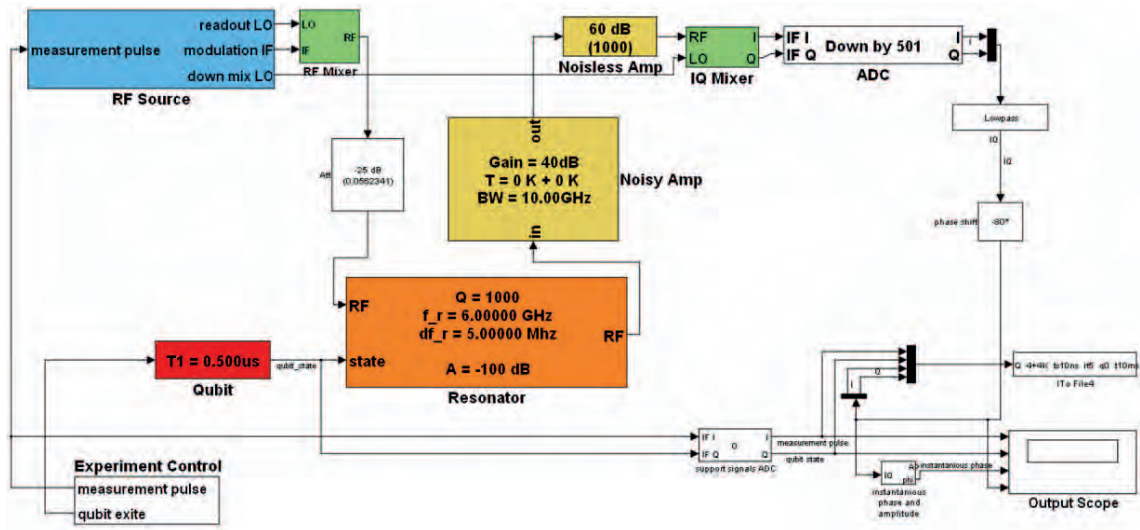 measurement pulse
readout LO
modulation IF
down mix LO
RF Source
LO
IF
RF
RF Mixer
60 dB
(1000)
Noiseless Amp
RF
LO
I
Q
IQ Mixer
IF I
IF Q
Down by 501
I
Q
ADC
I
Lowpass
IQ
IQ
phase shift
-80°
Att
-25 dB
(0.0562341)
out
Gain = 40dB
T = 0 K + 0 K
BW = 10.00GHz
in
Noisy Amp
RF
state
Q = 1000
f_r = 6.00000 GHz
df_r = 5.00000 Mhz
A = -100 dB
RF
Resonator
T1 = 0.500us
Qubit
qubit_state
Q
I
ITo File4
IF I
IF Q
0
I
Q
support signals ADC
measurement pulse
qubit state
IQ
phi
instantanious phase
instantanious
phase and
amplitude
Output Scope
Experiment Control
measurement pulse
qubit exite